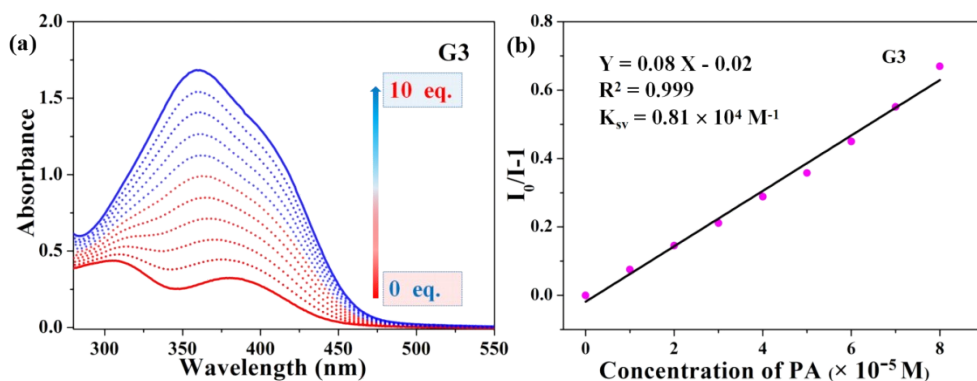 (a)
G3
10 eq.
0 eq.
Absorbance
2.0
1.5
1.0
0.5
0.0
300 350 400 450 500 550
Wavelength (nm)
(b)
G3
Y = 0.08 X - 0.02
R² = 0.999
Kₛᵥ = 0.81 × 10⁴ M⁻¹
I₀/I-1
0.8
0.6
0.4
0.2
0.0
0 2 4 6 8
Concentration of PA (× 10⁻⁵ M)